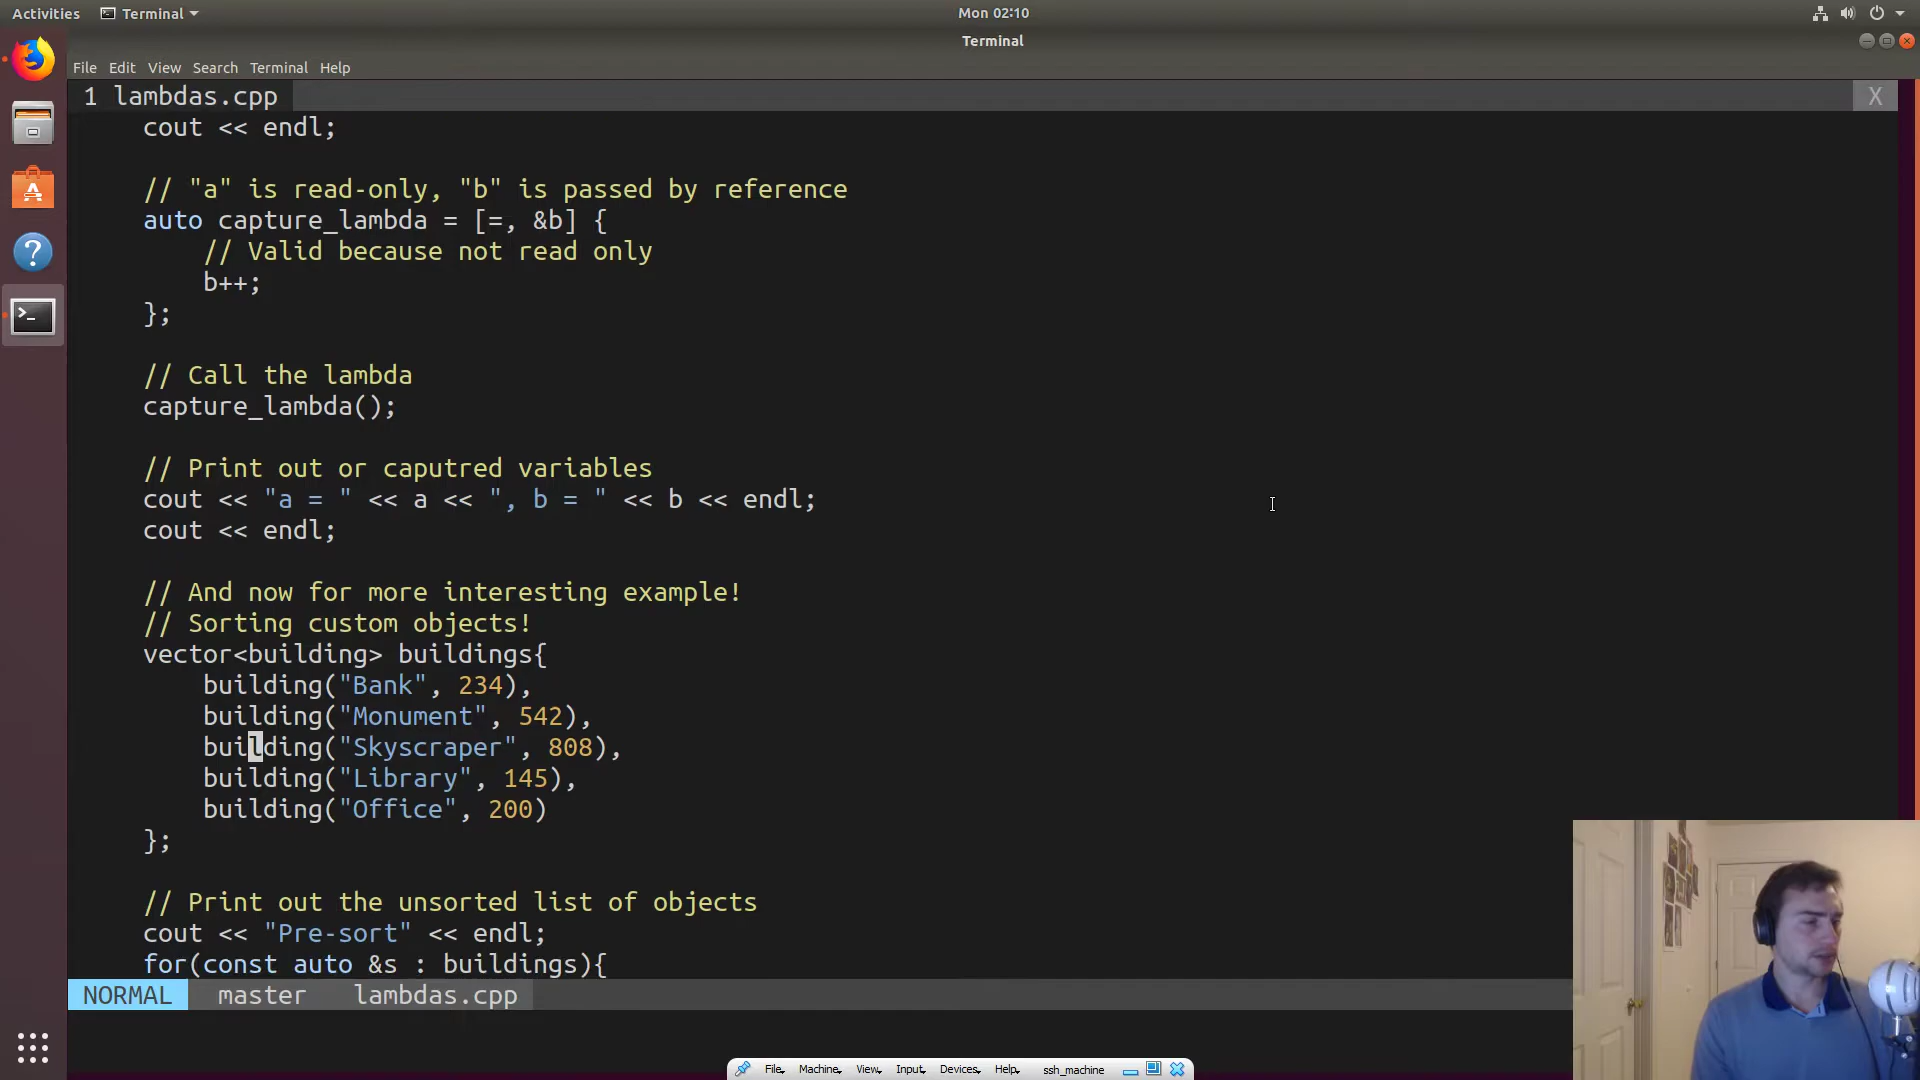 Activities Terminal Mon 02:10
Terminal
File Edit View Search Terminal Help
1 lambdas.cpp X
cout << endl;
// "a" is read-only, "b" is passed by reference
auto capture_lambda = [=, &b] {
// Valid because not read only
b++;
};
// Call the lambda
capture_lambda();
// Print out or caputred variables
cout << "a = " << a << ", b = " << b << endl;
cout << endl;
// And now for more interesting example!
// Sorting custom objects!
vector<building> buildings{
building("Bank", 234),
building("Monument", 542),
building("Skyscraper", 808),
building("Library", 145),
building("Office", 200)
};
// Print out the unsorted list of objects
cout << "Pre-sort" << endl;
for(const auto &s : buildings){
NORMAL master lambdas.cpp
File Machine View Input Devices Help ssh_machine